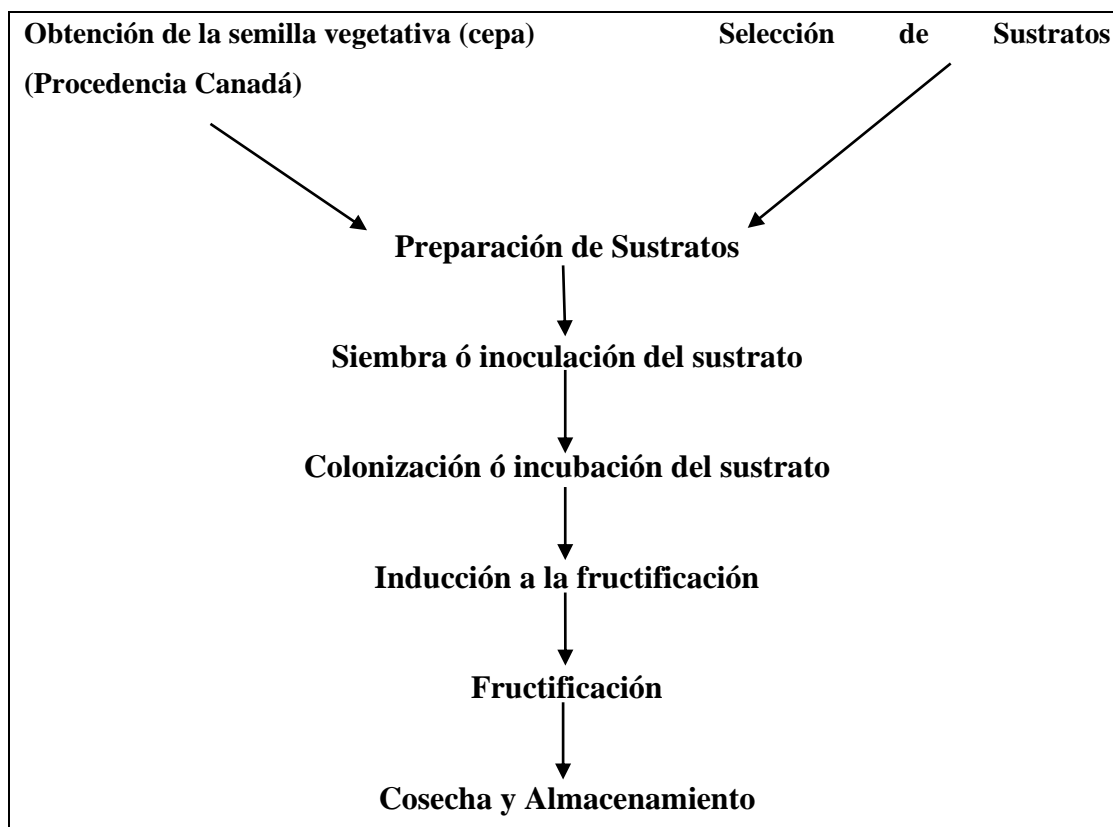 Obtención de la semilla vegetativa (cepa) Selección de Sustratos
(Procedencia Canadá)
Preparación de Sustratos
Siembra ó inoculación del sustrato
Colonización ó incubación del sustrato
Inducción a la fructificación
Fructificación
Cosecha y Almacenamiento